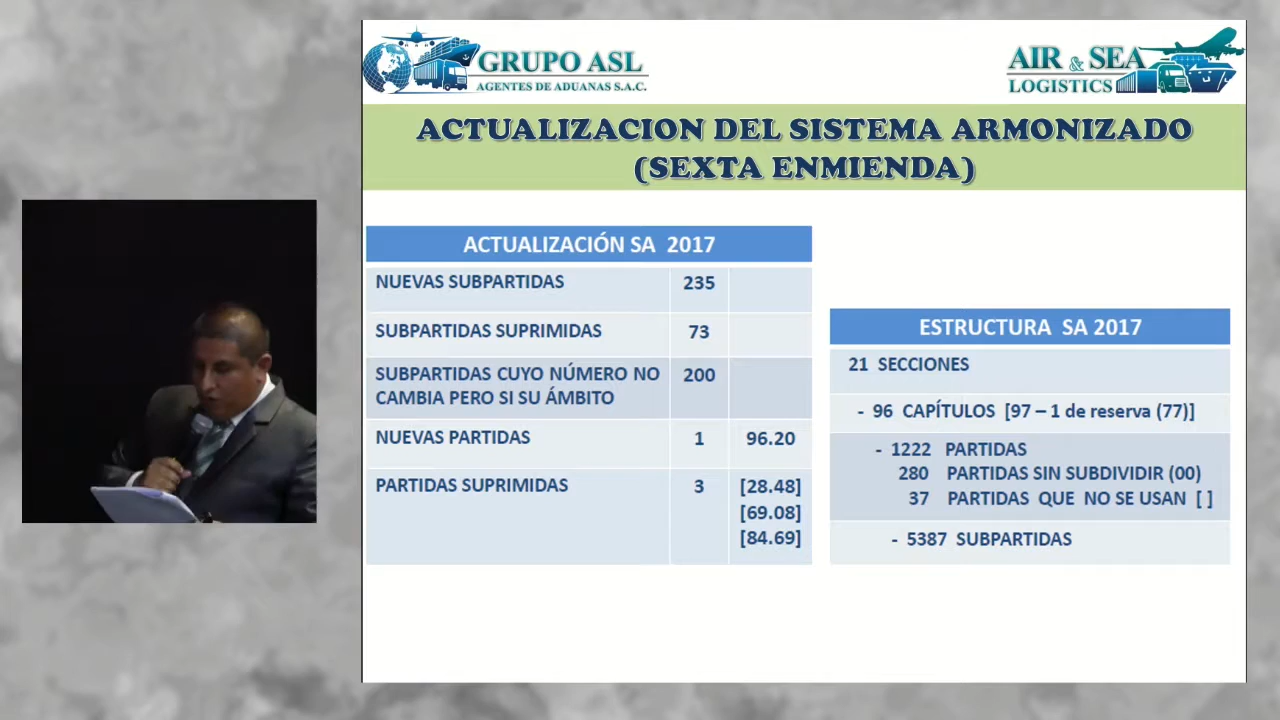 GRUPO ASL
AGENTES DE ADUANAS S.A.C.
AIR & SEA
LOGISTICS
ACTUALIZACION DEL SISTEMA ARMONIZADO
(SEXTA ENMIENDA)
ACTUALIZACIÓN SA 2017
NUEVAS SUBPARTIDAS 235
SUBPARTIDAS SUPRIMIDAS 73
SUBPARTIDAS CUYO NÚMERO NO 200
CAMBIA PERO SI SU ÁMBITO
NUEVAS PARTIDAS 1 96.20
PARTIDAS SUPRIMIDAS 3 [28.48]
[69.08]
[84.69]
ESTRUCTURA SA 2017
21 SECCIONES
- 96 CAPÍTULOS [97 – 1 de reserva (77)]
- 1222 PARTIDAS
280 PARTIDAS SIN SUBDIVIDIR (00)
37 PARTIDAS QUE NO SE USAN [ ]
- 5387 SUBPARTIDAS